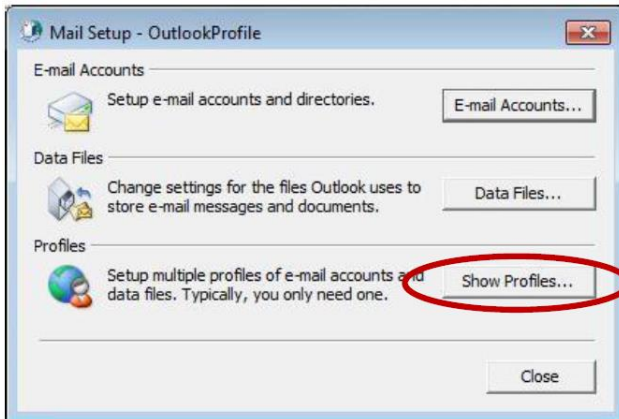 Mail Setup - OutlookProfile
E-mail Accounts
Setup e-mail accounts and directories.
E-mail Accounts...
Data Files
Change settings for the files Outlook uses to
store e-mail messages and documents.
Data Files...
Profiles
Setup multiple profiles of e-mail accounts and
data files. Typically, you only need one.
Show Profiles...
Close